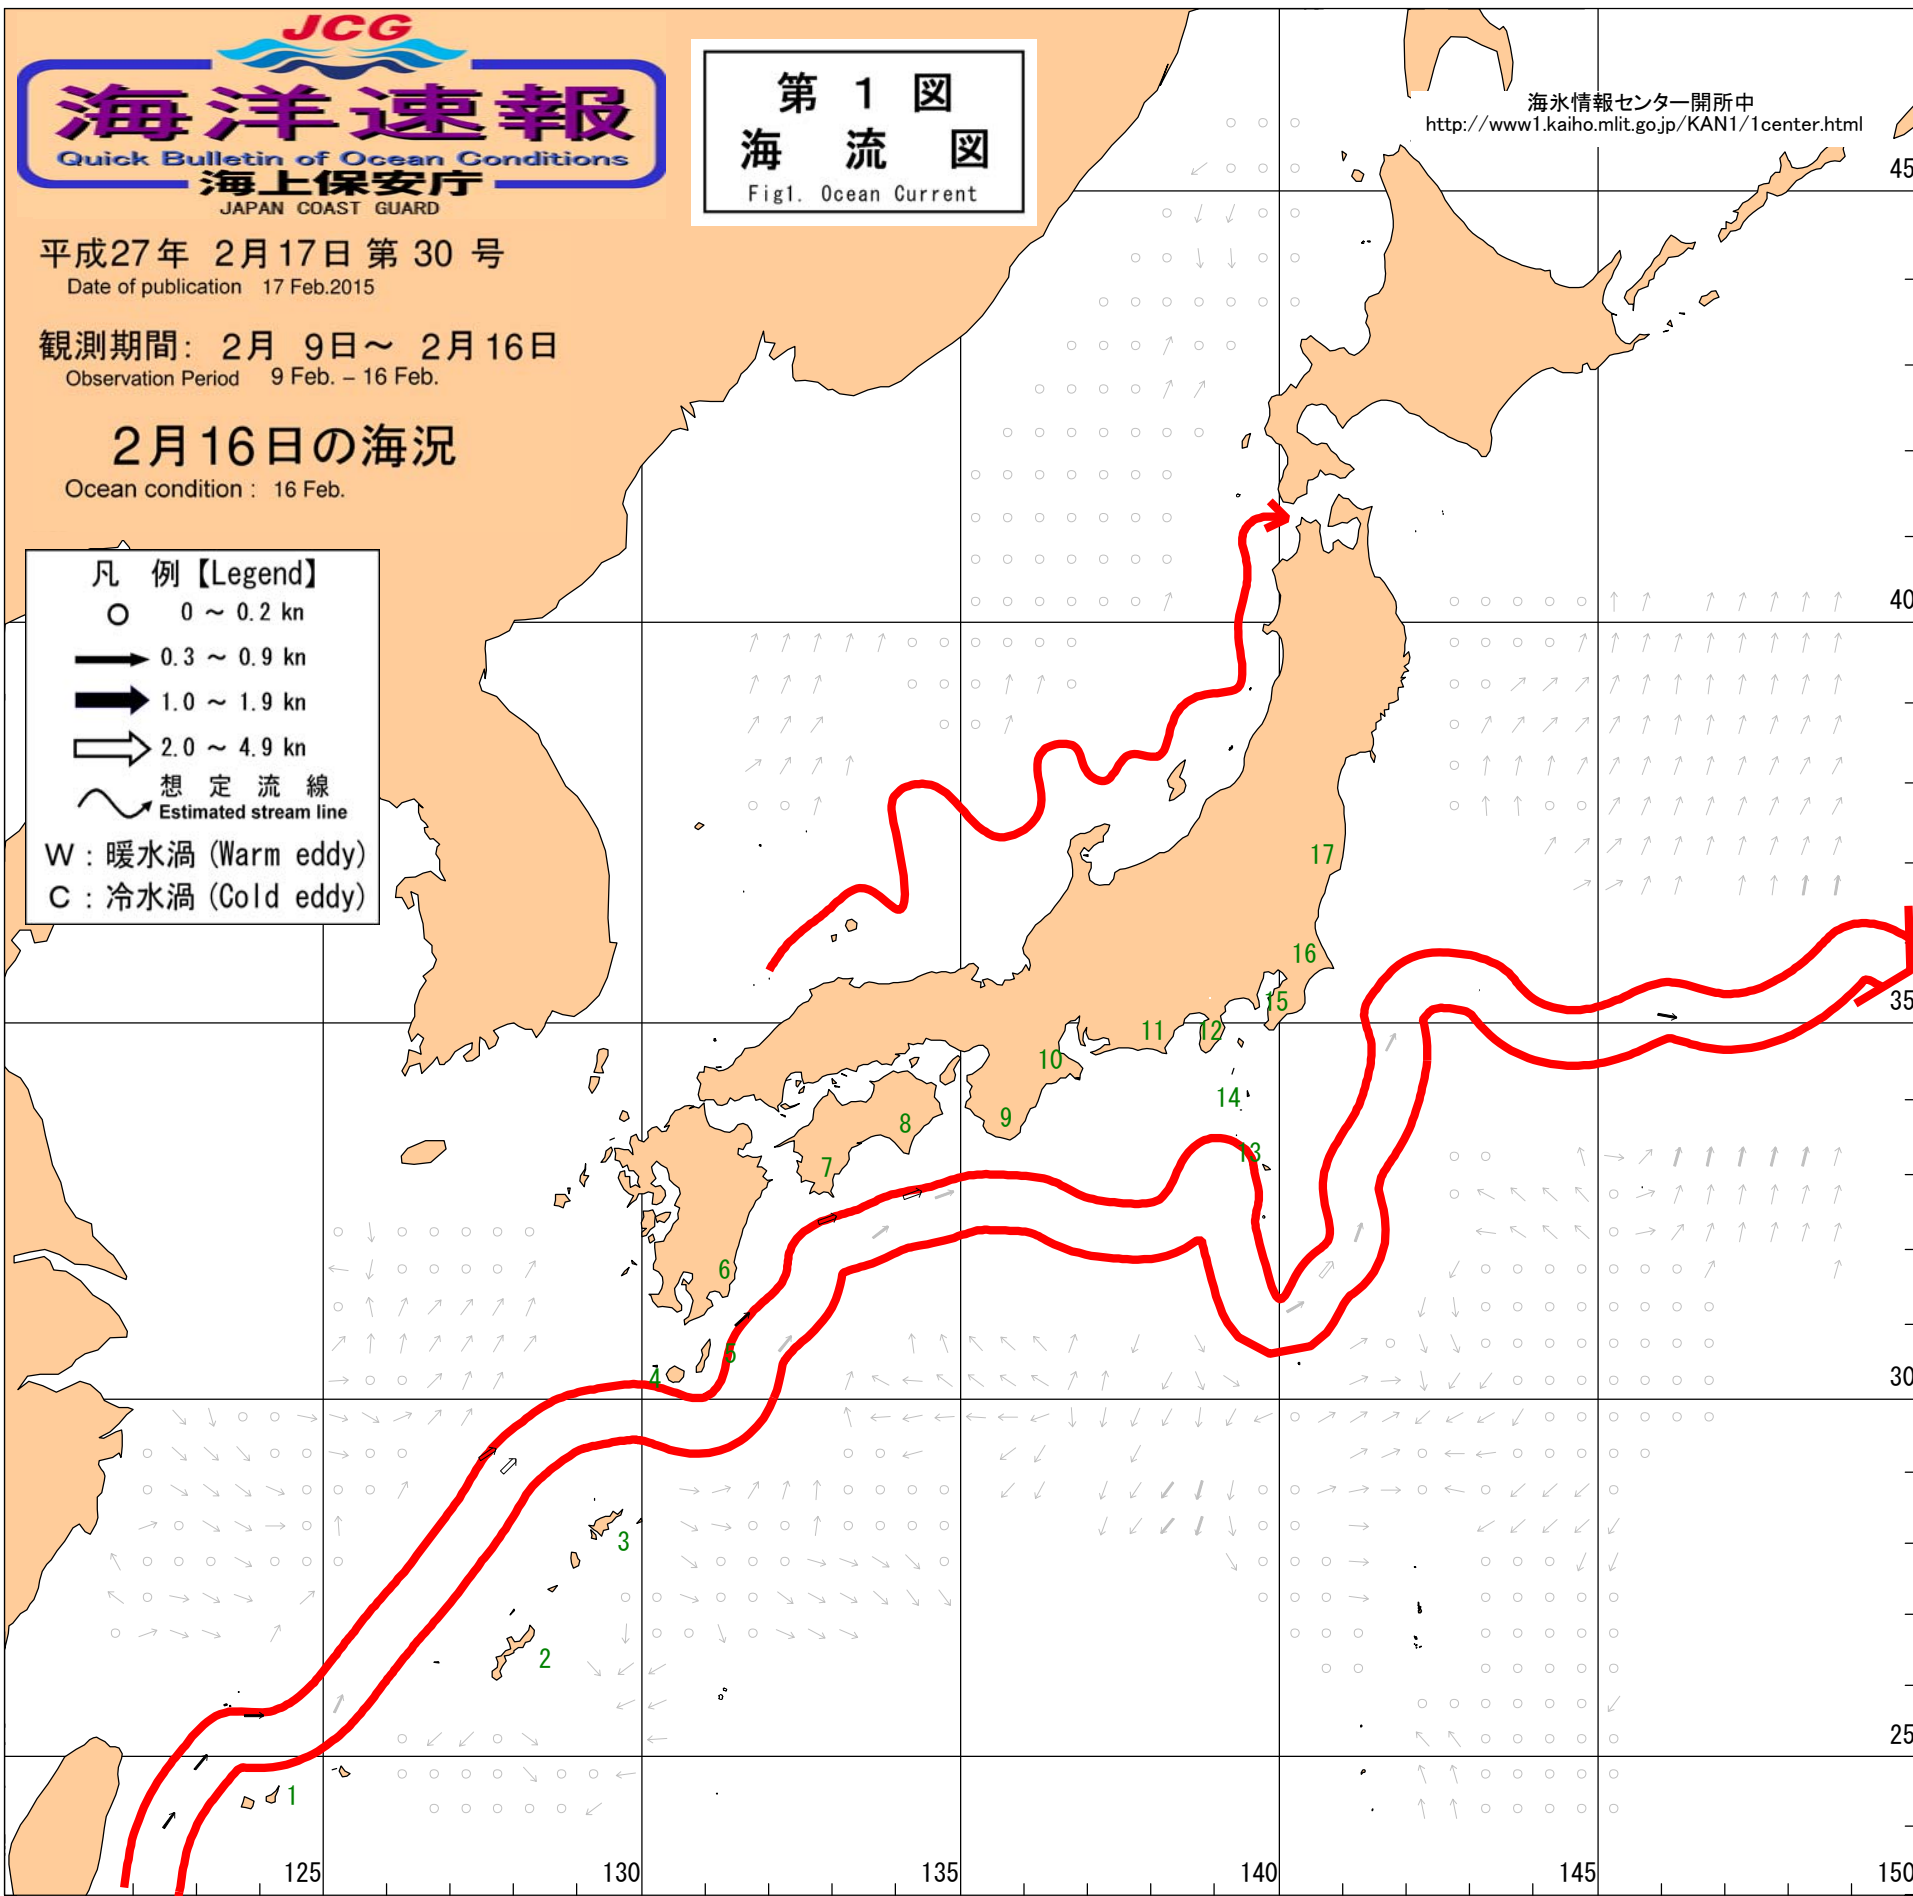 JCG
海洋速報
Quick Bulletin of Ocean Conditions
海上保安庁
JAPAN COAST GUARD
平成27年 2月17日 第 30 号
Date of publication 17 Feb.2015
観測期間: 2月 9日～ 2月16日
Observation Period 9 Feb. – 16 Feb.
2月16日の海況
Ocean condition : 16 Feb.
第 1 図
海 流 図
Fig1. Ocean Current
海氷情報センター開所中
http://www1.kaiho.mlit.go.jp/KAN1/1center.html
凡 例【Legend】
0 ～ 0.2 kn
0.3 ～ 0.9 kn
1.0 ～ 1.9 kn
2.0 ～ 4.9 kn
想 定 流 線
Estimated stream line
W : 暖水渦 (Warm eddy)
C : 冷水渦 (Cold eddy)
45
40
17
16
35
15
11
12
10
14
9
8
13
7
6
5
4
30
3
2
25
1
125
130
135
140
145
150